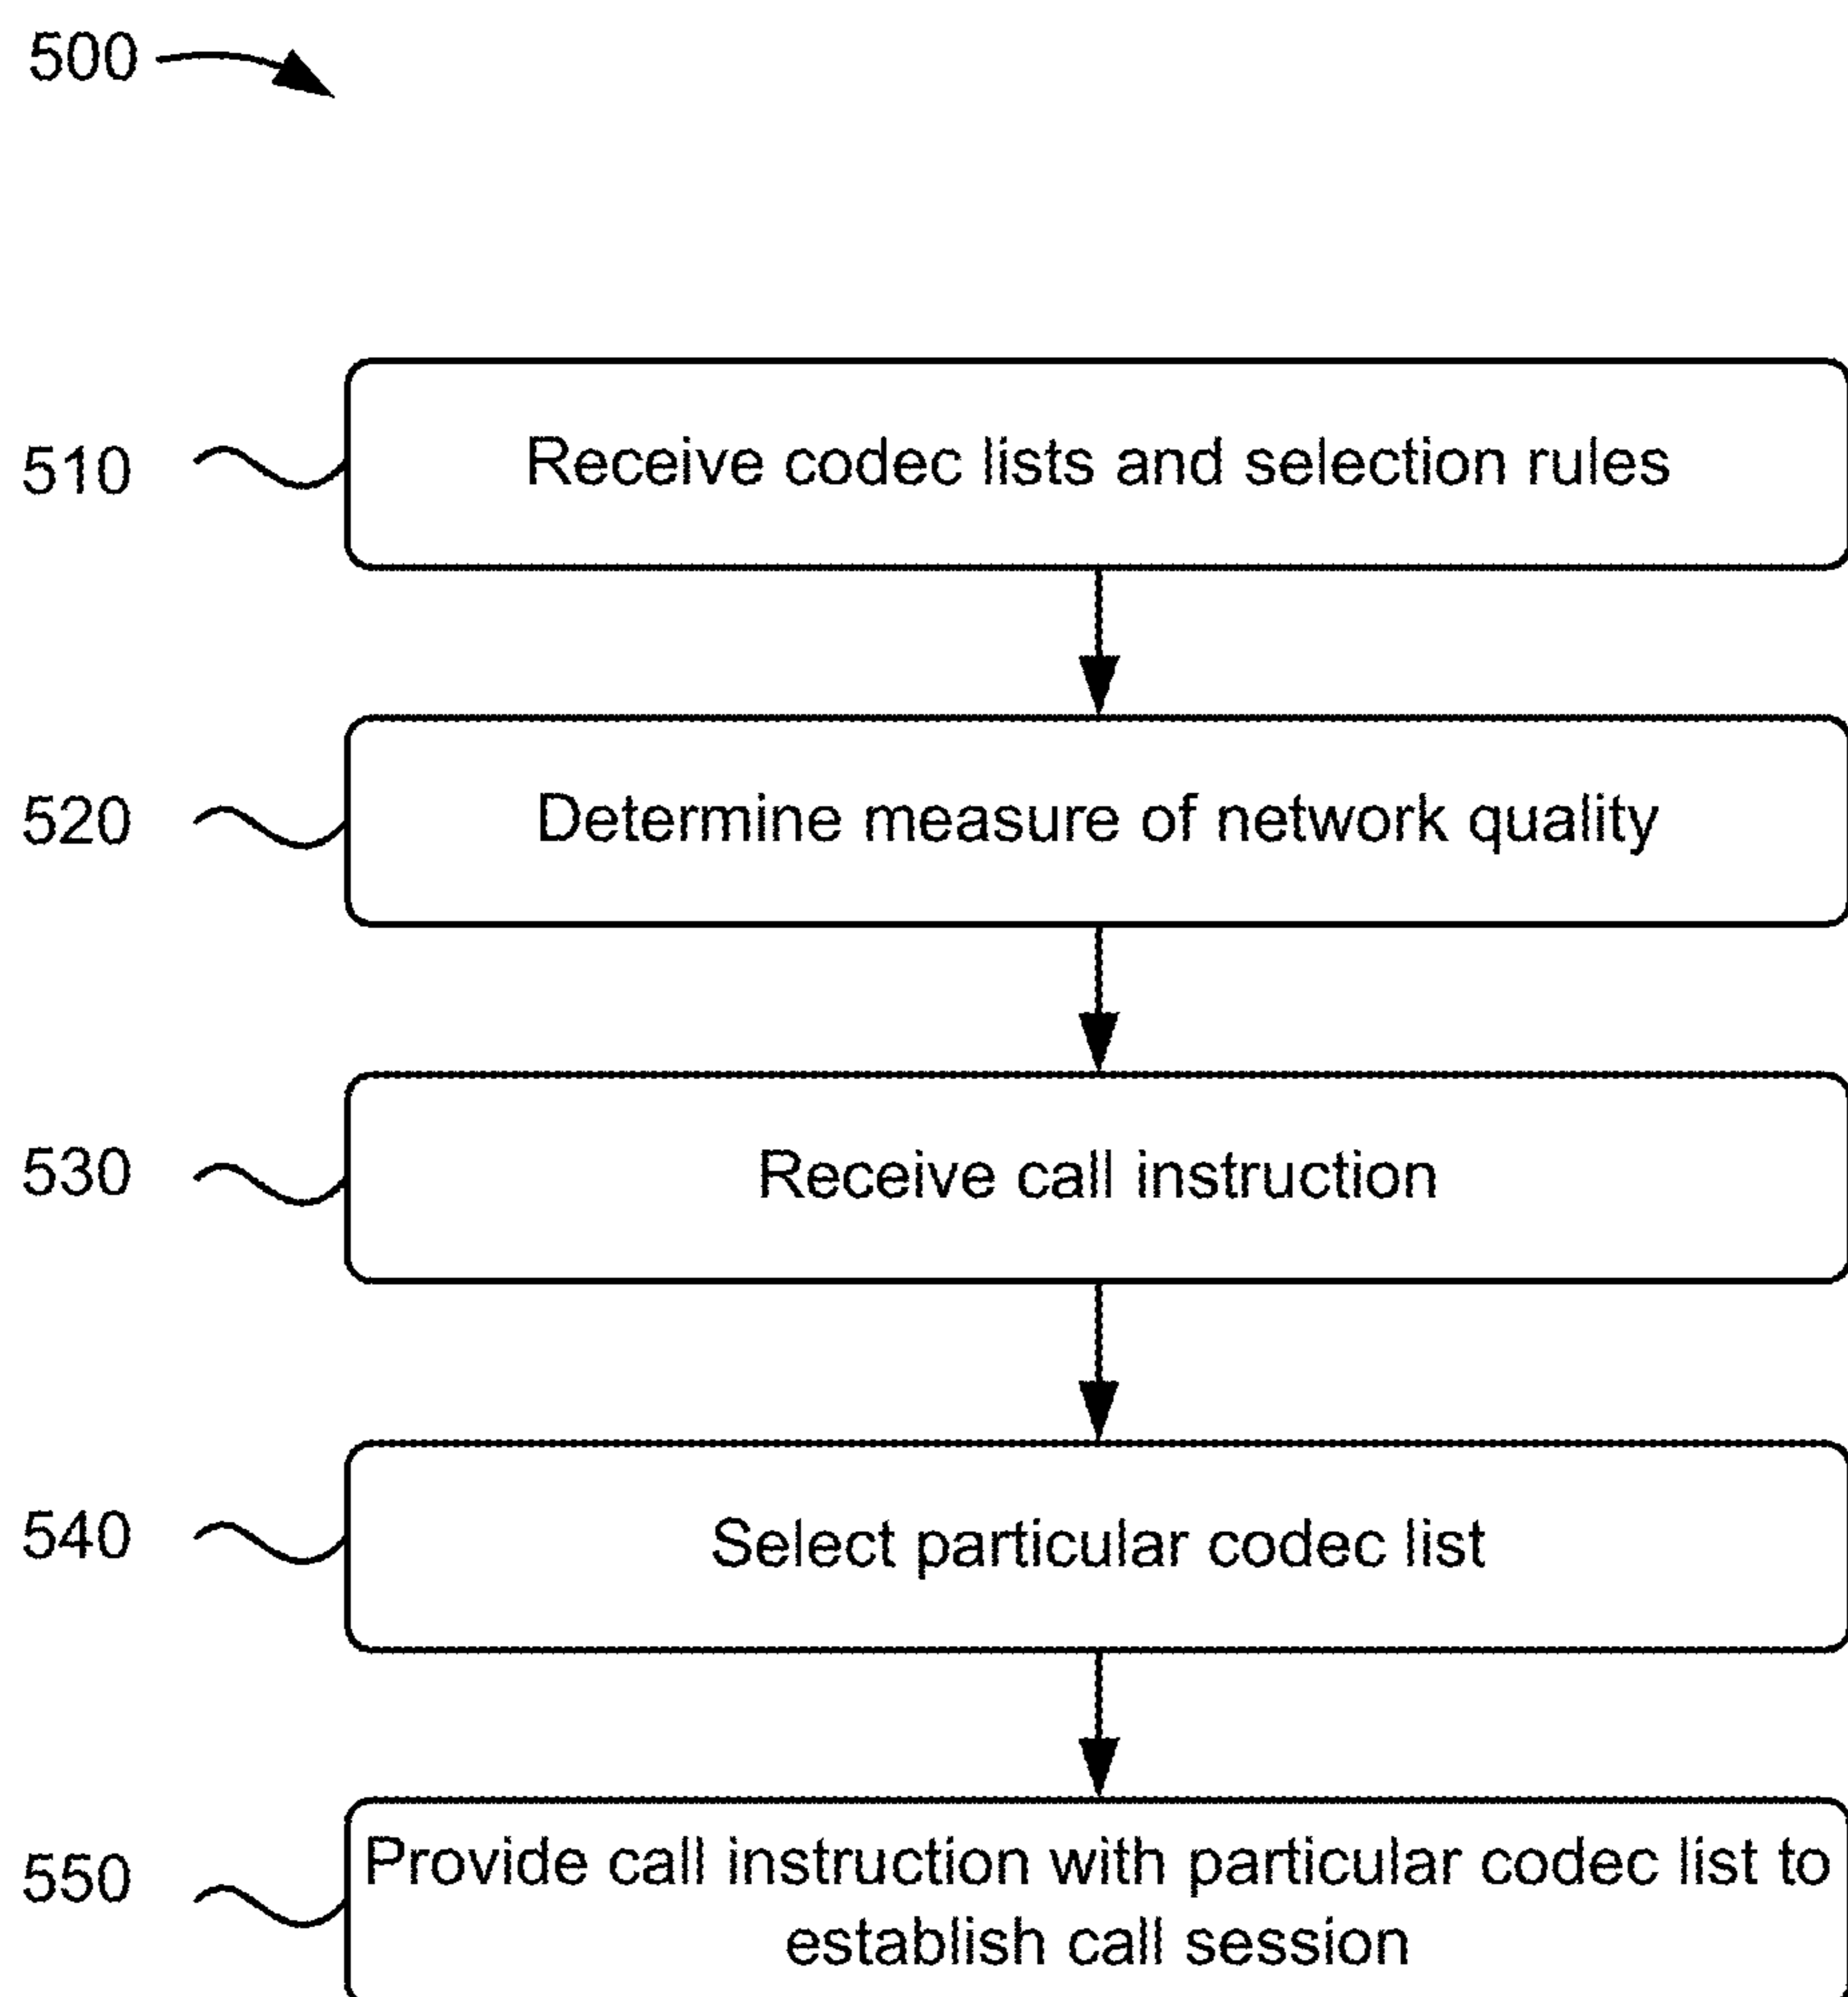 500
510
Receive codec lists and selection rules
520
Determine measure of network quality
530
Receive call instruction
540
Select particular codec list
550
Provide call instruction with particular codec list to
establish call session